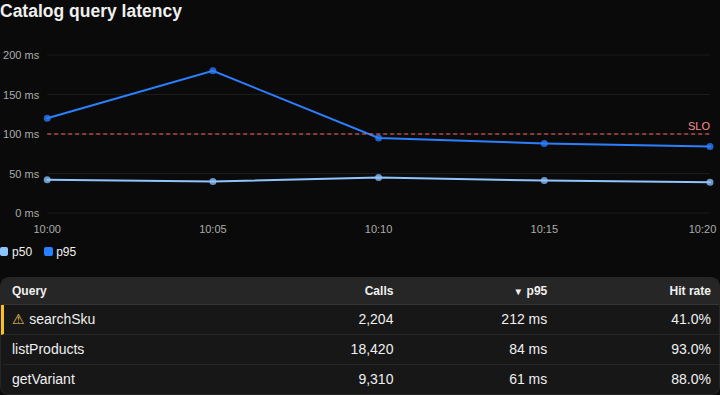 Catalog query latency
200 ms
150 ms
100 ms
50 ms
0 ms
SLO
10:00 10:05 10:10 10:15 10:20
p50 p95
Query Calls ▼ p95 Hit rate
⚠ searchSku 2,204 212 ms 41.0%
listProducts 18,420 84 ms 93.0%
getVariant 9,310 61 ms 88.0%